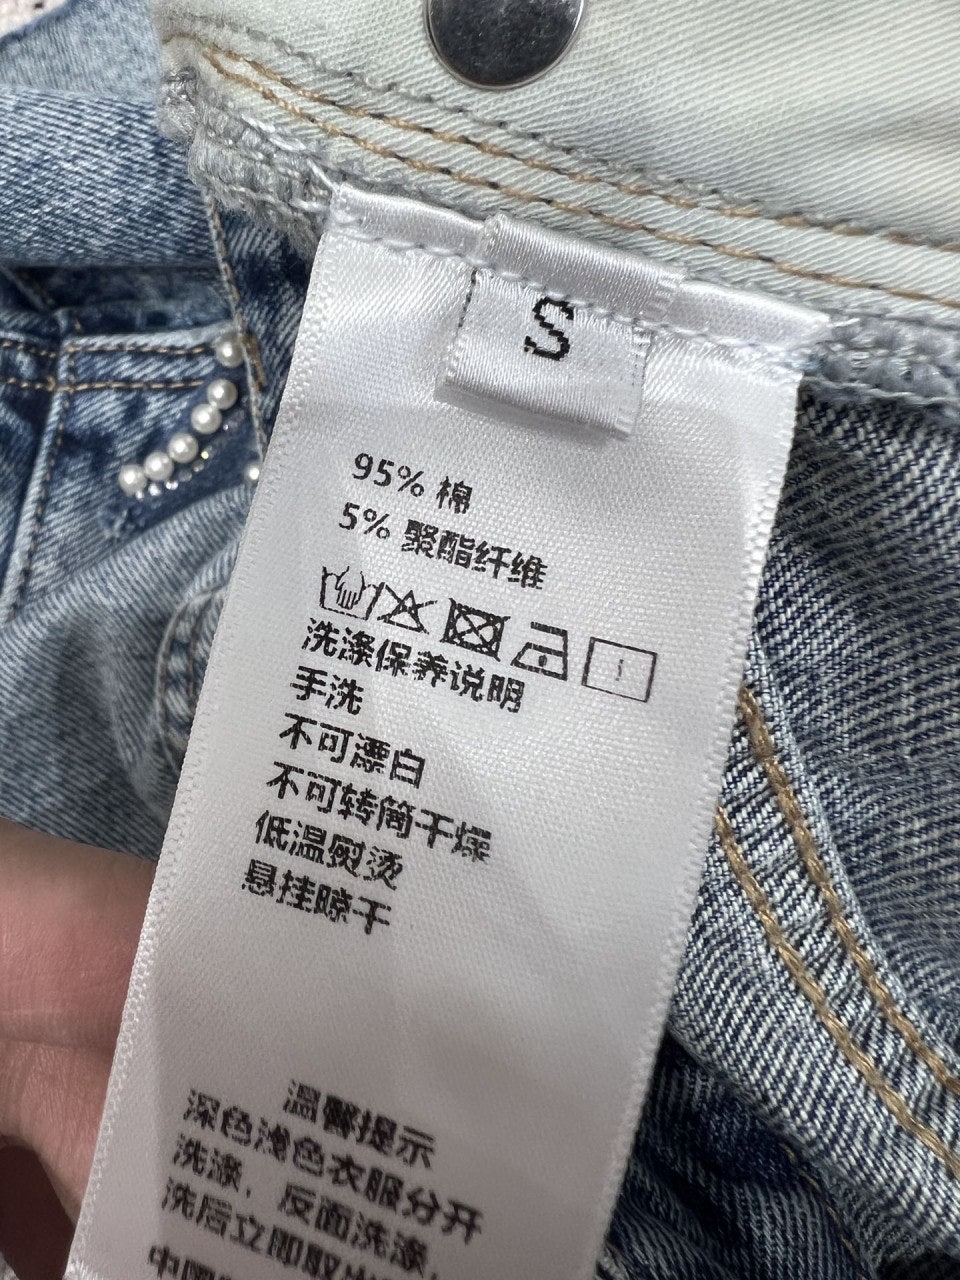 S
95% 棉
5% 聚酯纤维
洗涤保养说明
手洗
不可漂白
不可转筒干燥
低温熨烫
悬挂晾干
温馨提示
深色浅色衣服分开
洗涤，反面洗涤，
洗后立即取出
中国